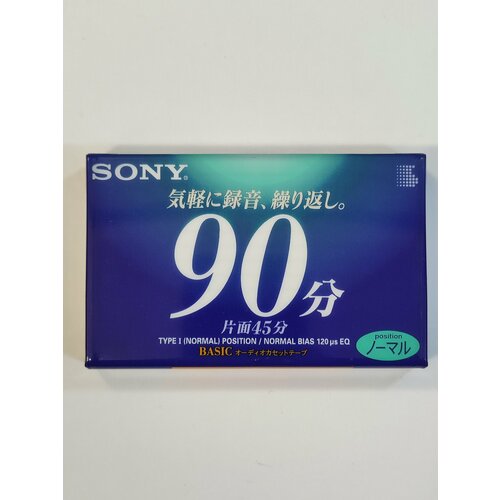 SONY
気軽に録音、繰り返し。
90分
片面45分
TYPE I (NORMAL) POSITION / NORMAL BIAS 120 μs EQ
BASIC オーディオカセットテープ
position
ノーマル